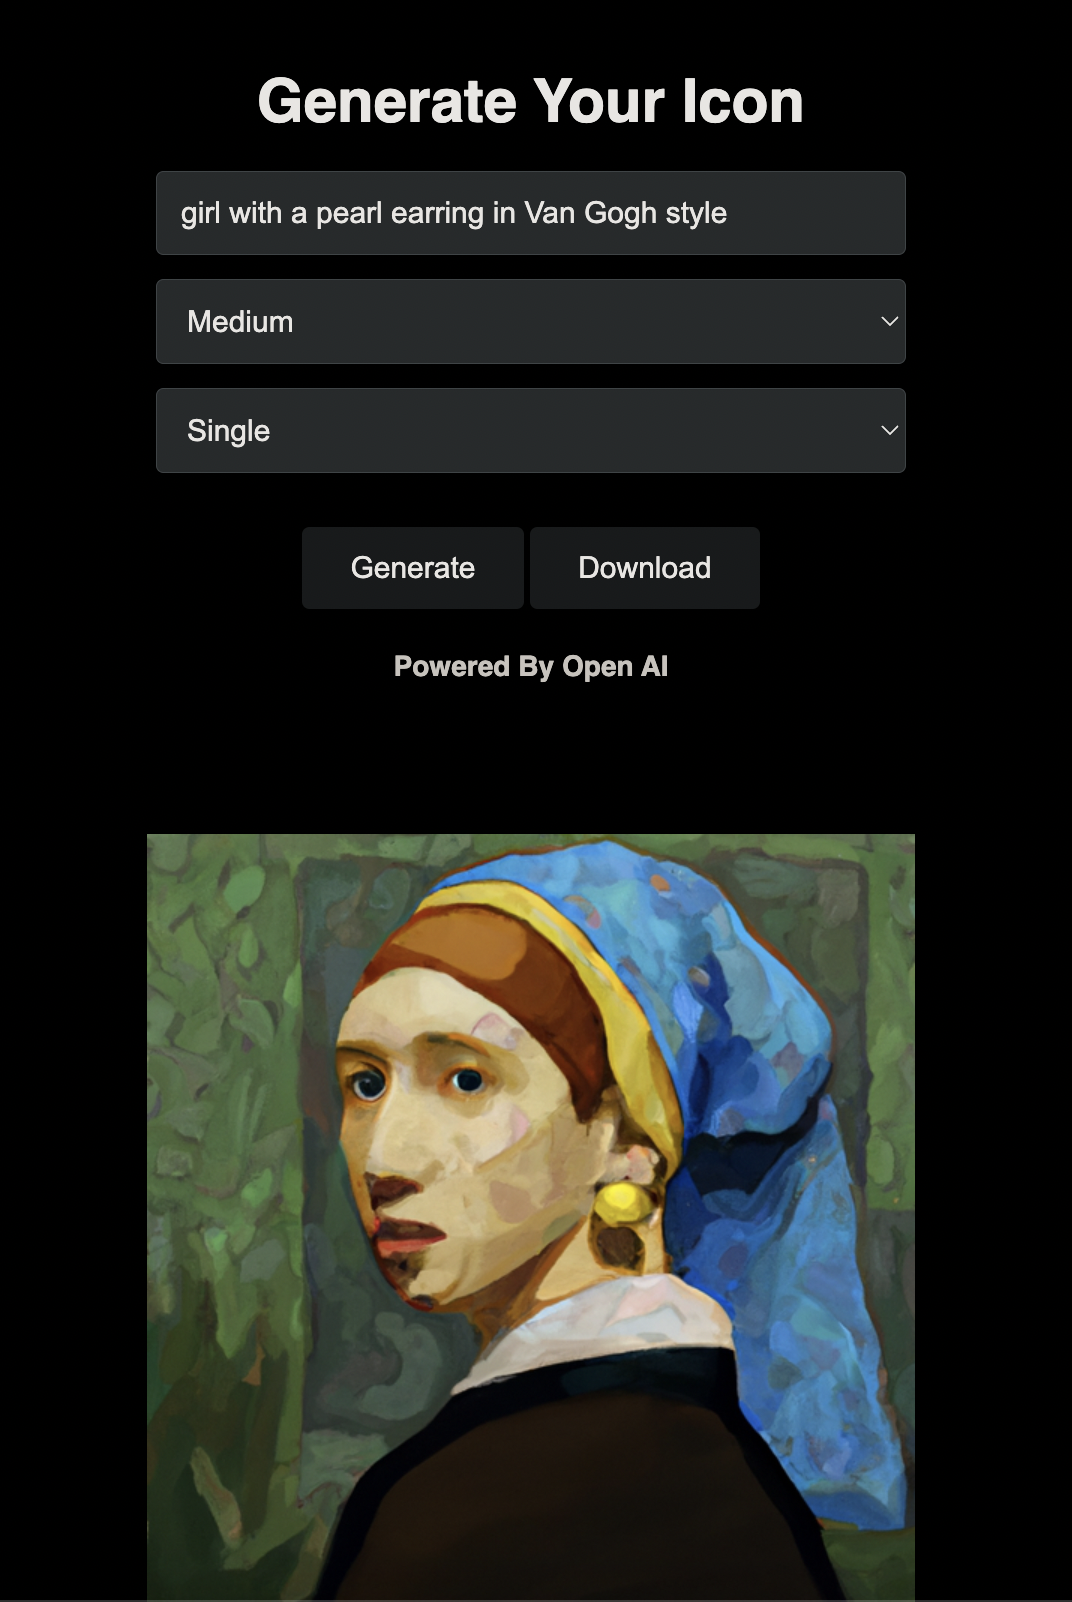 Generate Your Icon
girl with a pearl earring in Van Gogh style
Medium
Single
Generate Download
Powered By Open AI